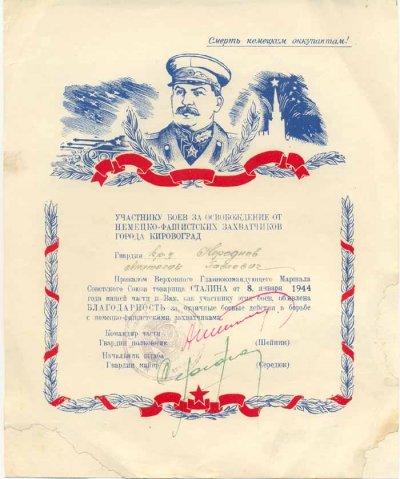 Смерть немецким оккупантам!
УЧАСТНИКУ БОЕВ ЗА ОСВОБОЖДЕНИЕ ОТ
НЕМЕЦКО-ФАШИСТСКИХ ЗАХВАТЧИКОВ
ГОРОДА КИРОВОГРАД
Гвардии
Приказом Верховного Главнокомандующего Маршала
Советского Союза товарища СТАЛИНА от 8 января 1944
года нашей части и Вам, как участнику этих боев, объявлена
БЛАГОДАРНОСТЬ за отличные боевые действия в борьбе
с немецко-фашистскими захватчиками.
Командир части
Гвардии полковник (Шейнин)
Начальник штаба
Гвардии майор (Середюк)